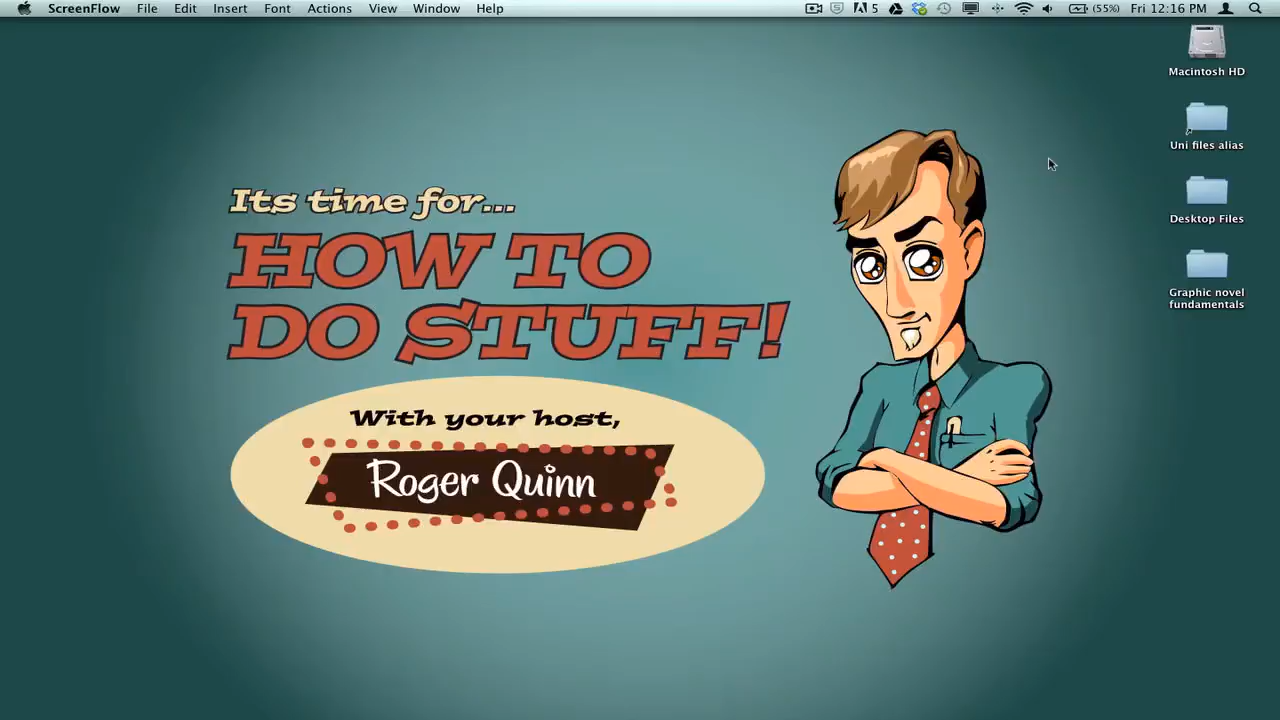 ScreenFlow File Edit Insert Font Actions View Window Help 5 (55%) Fri 12:16 PM
Macintosh HD
Uni files alias
Desktop Files
Graphic novel
fundamentals
Its time for...
HOW TO
DO STUFF!
With your host,
Roger Quinn